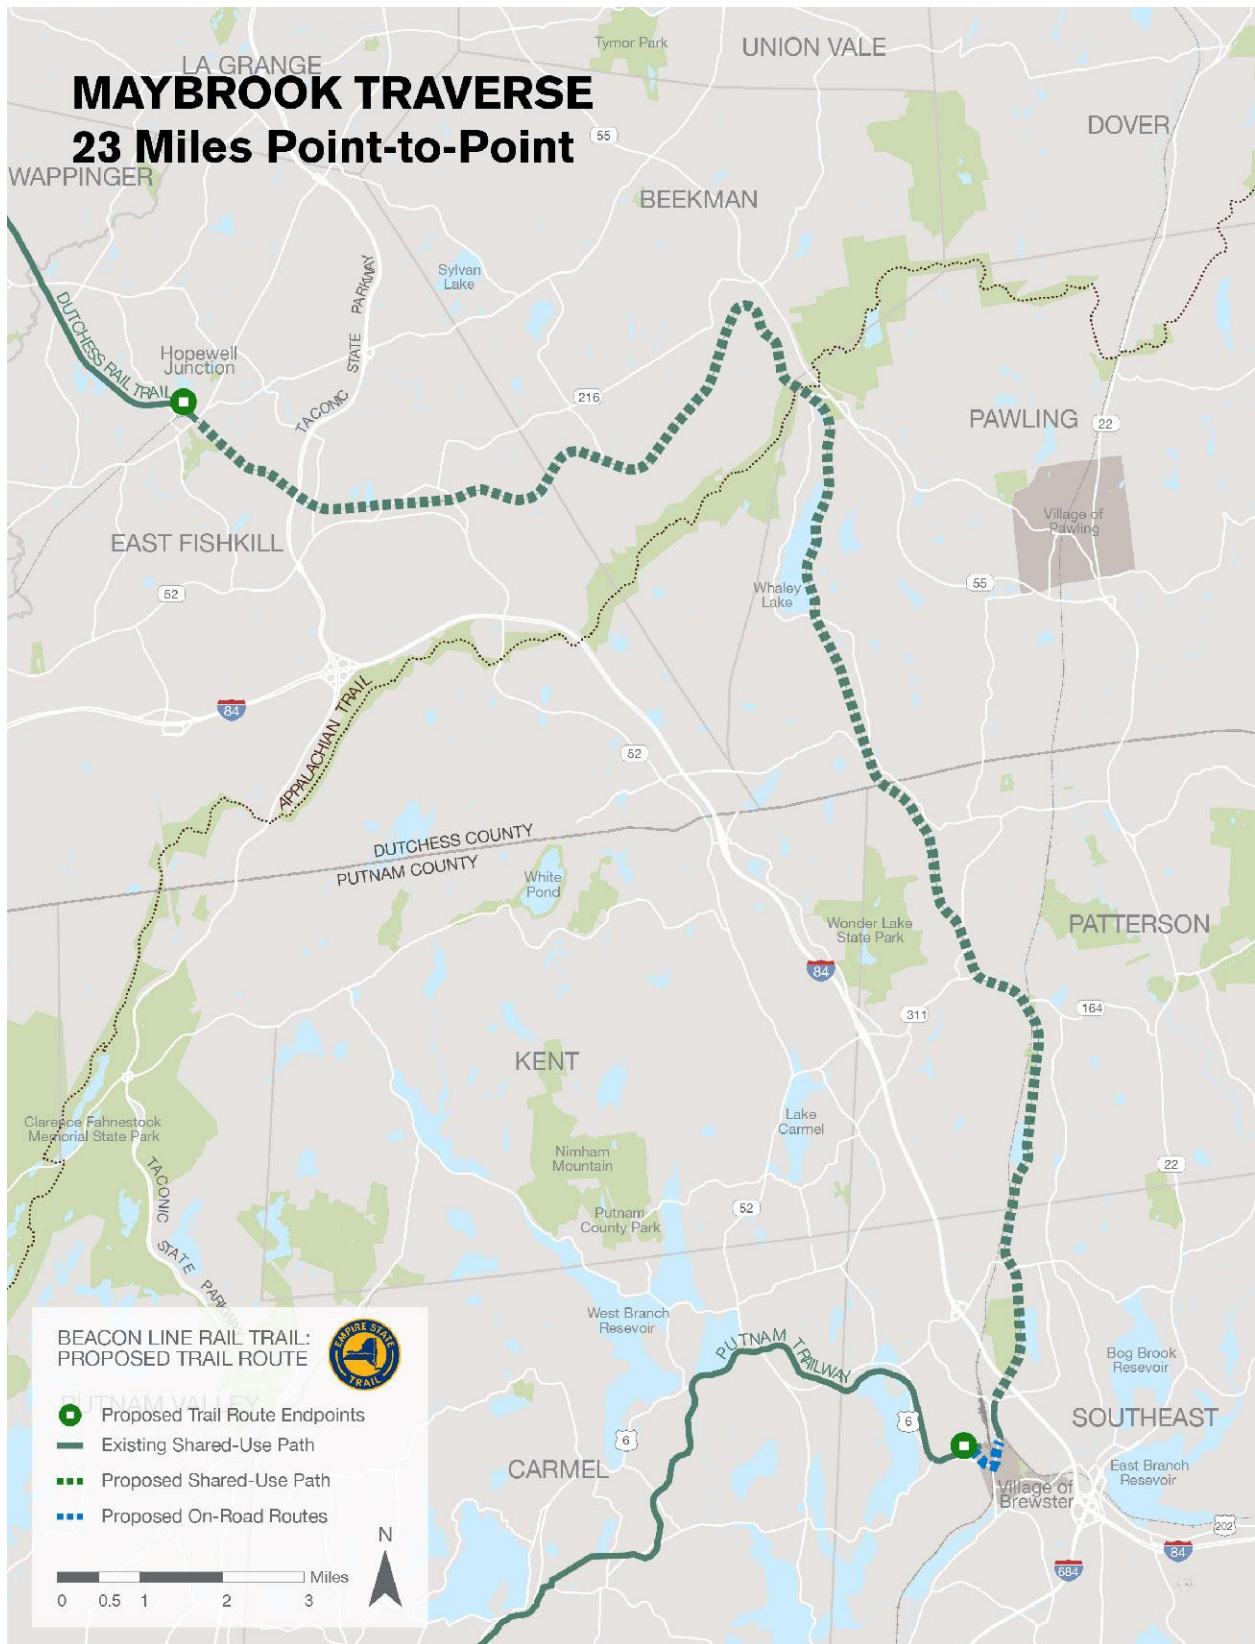 Tymor Park
UNION VALE
LA GRANGE
MAYBROOK TRAVERSE
23 Miles Point-to-Point
55
DOVER
WAPPINGER
BEEKMAN
Sylvan
Lake
TACONIC STATE PARKWAY
DUTCHESS RAIL TRAIL
Hopewell
Junction
216
PAWLING
22
Village of
Pawling
EAST FISHKILL
52
Whaley
Lake
55
84
APPALACHIAN TRAIL
52
DUTCHESS COUNTY
PUTNAM COUNTY
White
Pond
Wonder Lake
State Park
PATTERSON
84
311
164
KENT
Clarence Fahnestock
Memorial State Park
Lake
Carmel
Nimham
Mountain
22
TACONIC STATE PARKWAY
Putnam
County Park
52
West Branch
Resevoir
PUTNAM TRAILWAY
Bog Brook
Resevoir
BEACON LINE RAIL TRAIL:
PROPOSED TRAIL ROUTE
EMPIRE STATE
TRAIL
PUTNAM VALLEY
Proposed Trail Route Endpoints
Existing Shared-Use Path
Proposed Shared-Use Path
Proposed On-Road Routes
N
Miles
0 0.5 1 2 3
6
6
SOUTHEAST
CARMEL
East Branch
Resevoir
Village of
Brewster
202
84
684